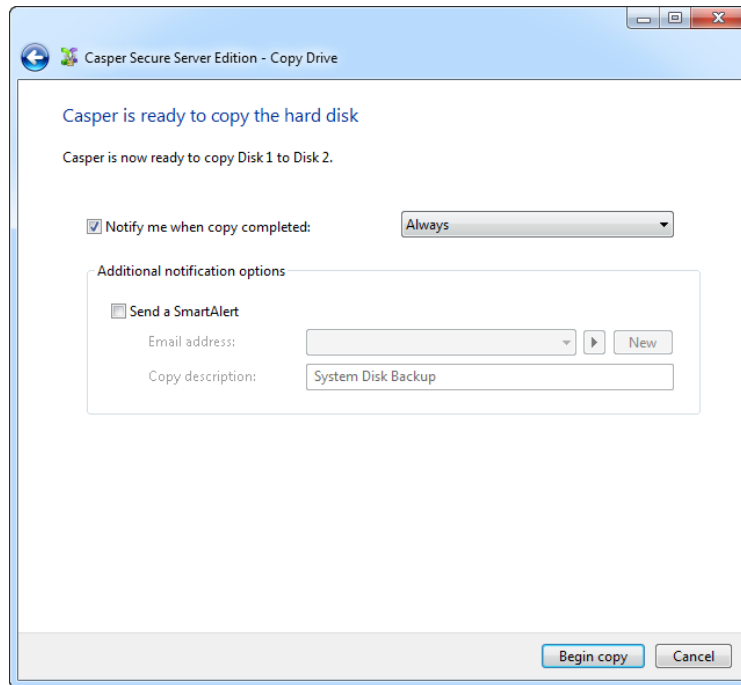 Casper Secure Server Edition - Copy Drive
Casper is ready to copy the hard disk
Casper is now ready to copy Disk 1 to Disk 2.
Notify me when copy completed: Always
Additional notification options
Send a SmartAlert
Email address: New
Copy description: System Disk Backup
Begin copy Cancel